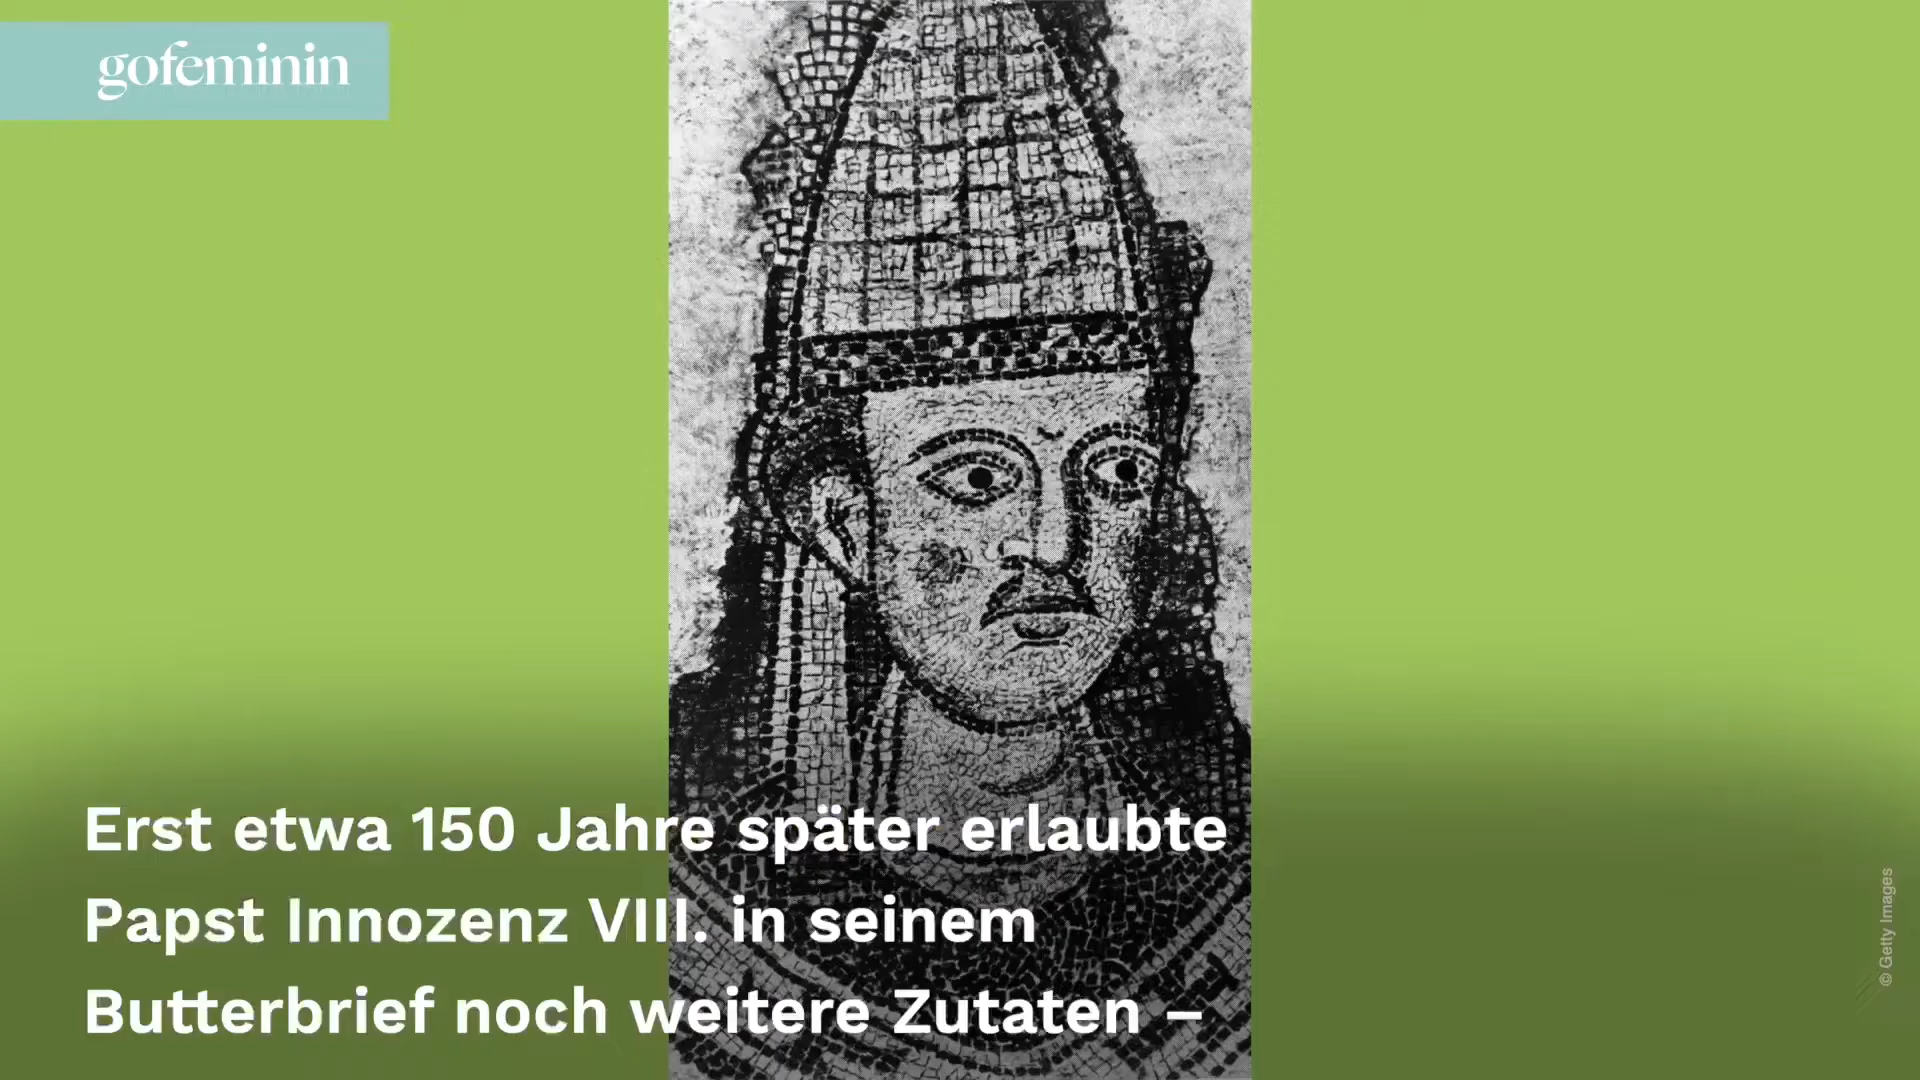 gofeminin
Erst etwa 150 Jahre später erlaubte
Papst Innozenz VIII. in seinem
Butterbrief noch weitere Zutaten –
© Getty Images